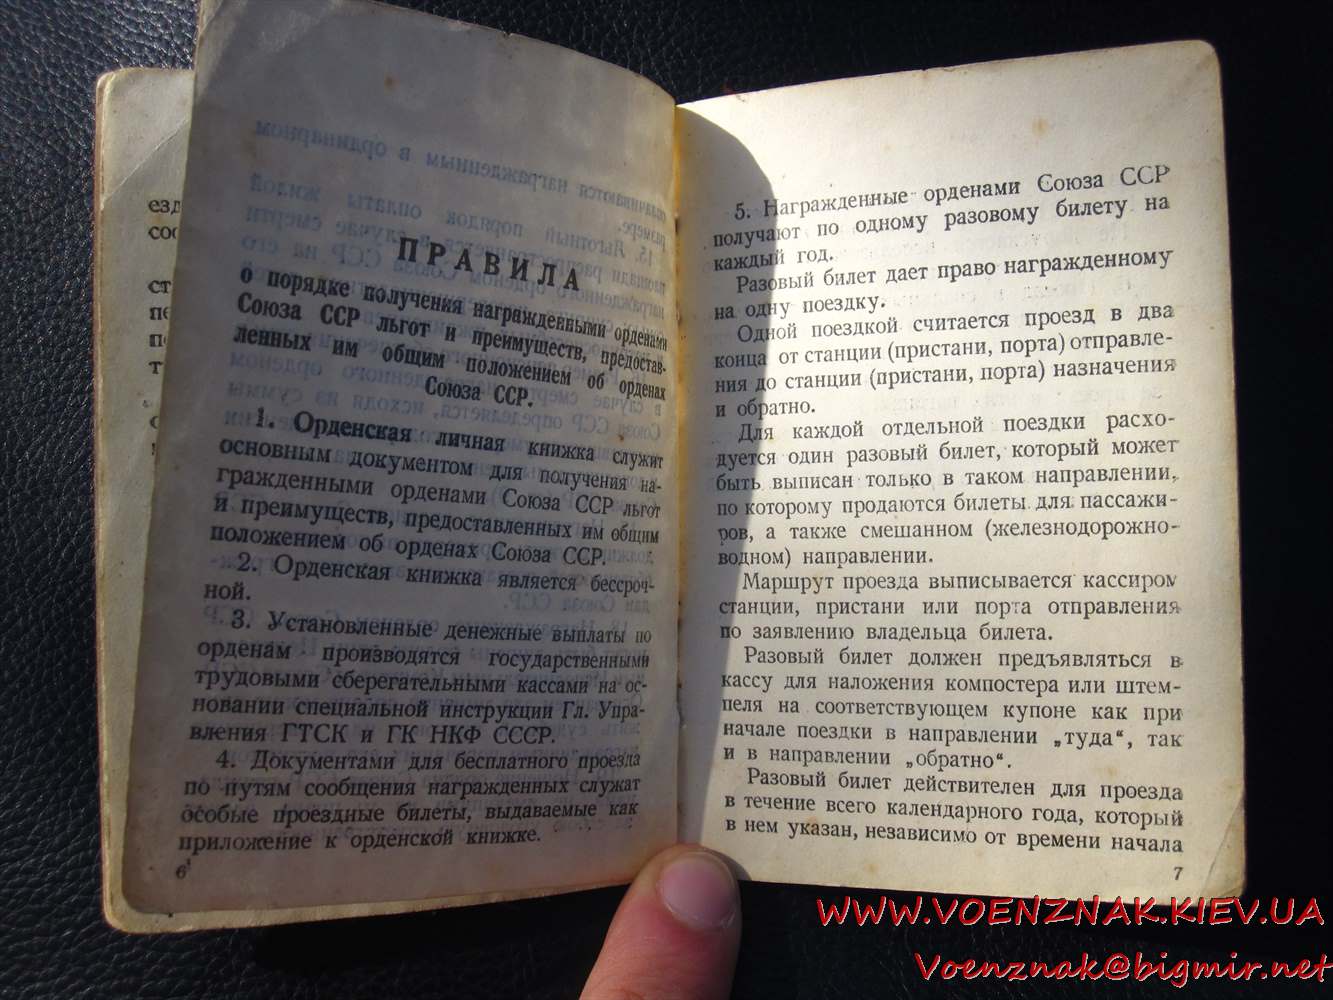 ПРАВИЛА
о порядке получения награжденными орденами
Союза ССР льгот и преимуществ, предостав-
ленных им общим положением об орденах
Союза ССР.
1. Орденская личная книжка служит
основным документом для получения на-
гражденными орденами Союза ССР льгот
и преимуществ, предоставленных им общим
положением об орденах Союза ССР.
2. Орденская книжка является бессроч-
ной.
3. Установленные денежные выплаты по
орденам производятся государственными
трудовыми сберегательными кассами на ос-
новании специальной инструкции Гл. Упра-
вления ГТСК и ГК НКФ СССР.
4. Документами для бесплатного проезда
по путям сообщения награжденных служат
особые проездные билеты, выдаваемые как
приложение к орденской книжке.
6
5. Награжденные орденами Союза ССР
получают по одному разовому билету на
каждый год.
Разовый билет дает право награжденному
на одну поездку.
Одной поездкой считается проезд в два
конца от станции (пристани, порта) отправле-
ния до станции (пристани, порта) назначения
и обратно.
Для каждой отдельной поездки расхо-
дуется один разовый билет, который может
быть выписан только в таком направлении,
по которому продаются билеты для пассажи-
ров, а также смешанном (железнодорожно-
водном) направлении.
Маршрут проезда выписывается кассиром
станции, пристани или порта отправления
по заявлению владельца билета.
Разовый билет должен предъявляться в
кассу для наложения компостера или штем-
пеля на соответствующем купоне как при
начале поездки в направлении „туда“, так
и в направлении „обратно“.
Разовый билет действителен для проезда
в течение всего календарного года, который
в нем указан, независимо от времени начала
7
WWW.VOENZNAK.KIEV.UA
Voenznak@bigmir.net